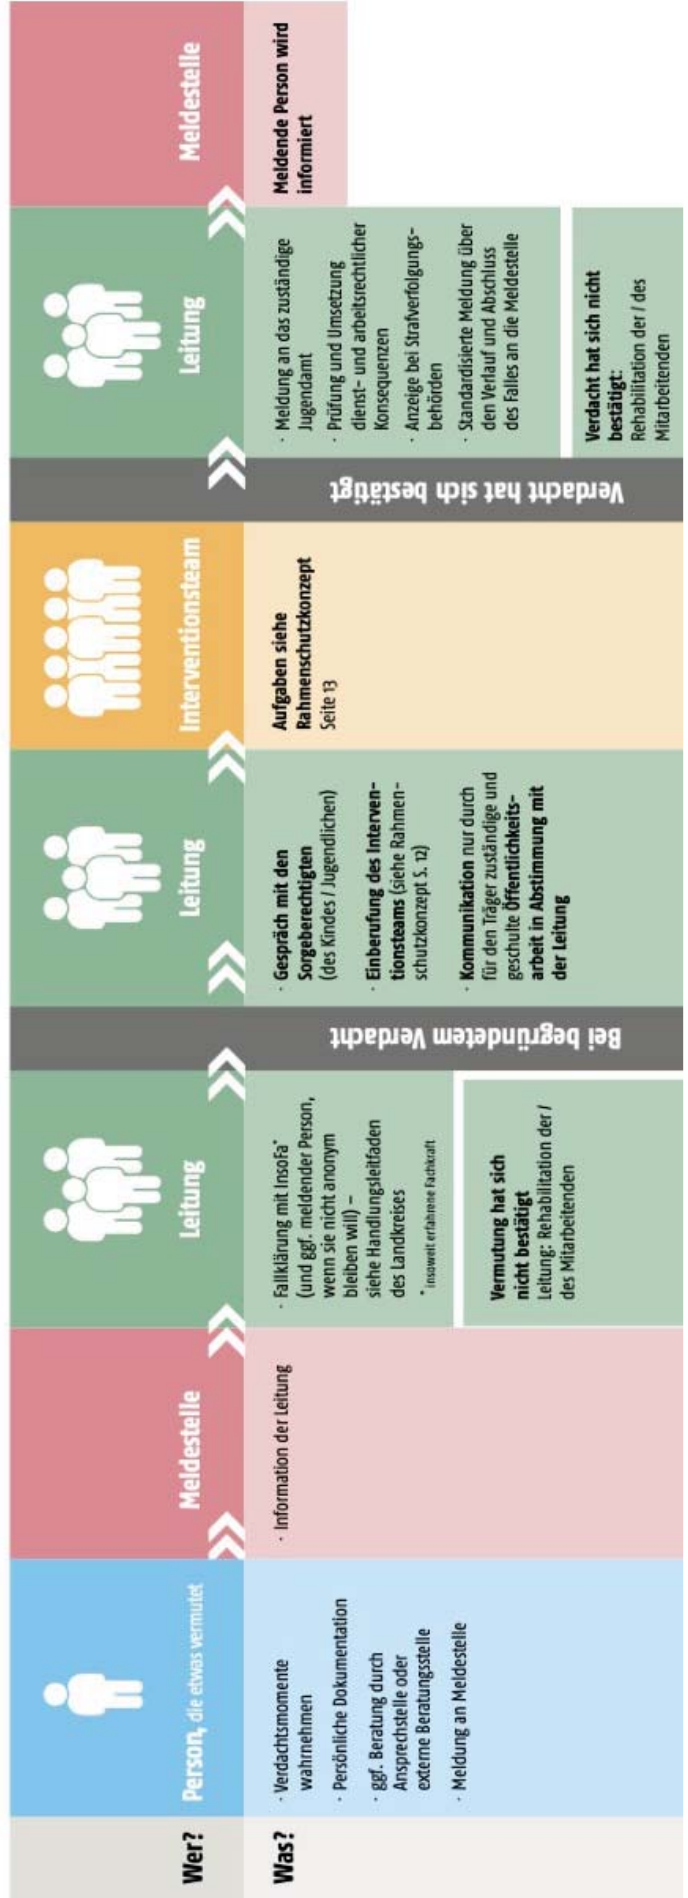 Wer?
Was?
Person, die etwas vermutet
· Verdachtsmomente
wahrnehmen
· Persönliche Dokumentation
· ggf. Beratung durch
Ansprechstelle oder
externe Beratungsstelle
· Meldung an Meldestelle
Meldestelle
· Information der Leitung
Leitung
· Fallklärung mit InsoFa*
(und ggf. meldender Person,
wenn sie nicht anonym
bleiben will) –
siehe Handlungsleitfaden
des Landkreises
* insoweit erfahrene Fachkraft
Vermutung hat sich
nicht bestätigt
Leitung: Rehabilitation der /
des Mitarbeitenden
Bei begründetem Verdacht
Leitung
· Gespräch mit den
Sorgeberechtigten
(des Kindes / Jugendlichen)
· Einberufung des Interven-
tionsteams (siehe Rahmen-
schutzkonzept S. 12)
· Kommunikation nur durch
für den Träger zuständige und
geschulte Öffentlichkeits-
arbeit in Abstimmung mit
der Leitung
Interventionsteam
Aufgaben siehe
Rahmenschutzkonzept
Seite 13
Verdacht hat sich bestätigt
Leitung
· Meldung an das zuständige
Jugendamt
· Prüfung und Umsetzung
dienst- und arbeitsrechtlicher
Konsequenzen
· Anzeige bei Strafverfolgungs-
behörden
· Standardisierte Meldung über
den Verlauf und Abschluss
des Falles an die Meldestelle
Verdacht hat sich nicht
bestätigt:
Rehabilitation der / des
Mitarbeitenden
Meldestelle
Meldende Person wird
informiert